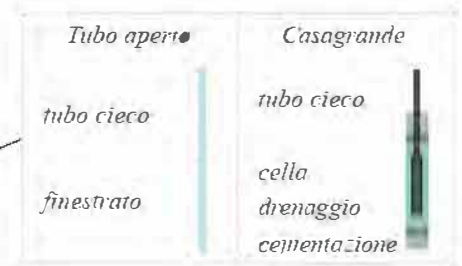 Tubo aperto
tubo cieco
finestrato
Casagrande
tubo cieco
cella
drenaggio
cementazione